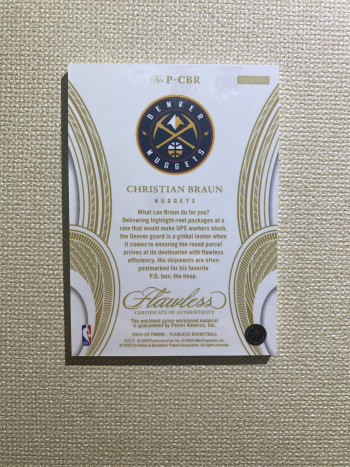 No. P-CBR
PANINI
DENVER
NUGGETS
CHRISTIAN BRAUN
NUGGETS
What can Braun do for you?
Delivering highlight-reel packages at a
rate that would make UPS workers blush,
the Denver guard is a global leader when
it comes to ensuring the round parcel
arrives at its destination with flawless
efficiency. His shipments are often
postmarked for his favorite
P.O. box: the hoop.
Flawless
CERTIFICATE OF AUTHENTICITY
The enclosed game-worn/used material
is guaranteed by Panini America, Inc.
2024-25 PANINI - FLAWLESS BASKETBALL
NBA